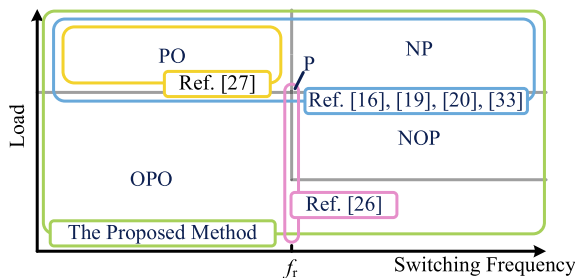 PO
NP
P
Ref. [27]
Ref. [16], [19], [20], [33]
Load
NOP
OPO
Ref. [26]
The Proposed Method
fr
Switching Frequency